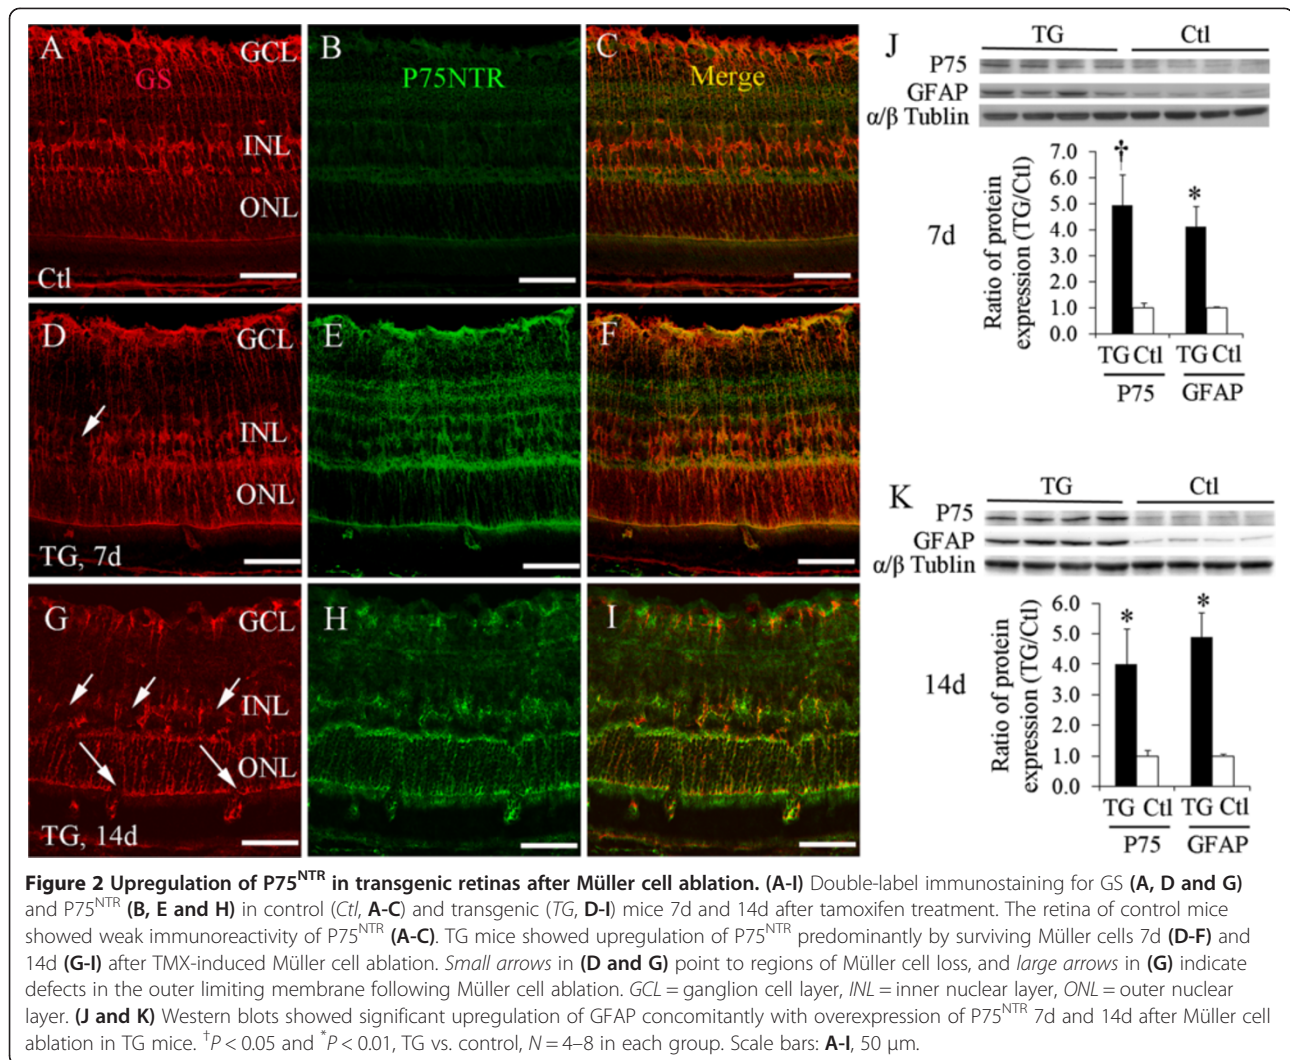 A
GCL
GS
INL
ONL
Ctl
B
P75NTR
C
Merge
D
GCL
INL
ONL
TG, 7d
E
F
G
GCL
INL
ONL
TG, 14d
H
I
J
TG Ctl
P75
GFAP
α/β Tublin
7d
Ratio of protein
expression (TG/Ctl)
7.0
6.0
5.0
4.0
3.0
2.0
1.0
0.0
†
*
TG Ctl TG Ctl
P75 GFAP
K
TG Ctl
P75
GFAP
α/β Tublin
14d
Ratio of protein
expression (TG/Ctl)
6.0
5.0
4.0
3.0
2.0
1.0
0.0
*
*
TG Ctl TG Ctl
P75 GFAP
Figure 2 Upregulation of P75NTR in transgenic retinas after Müller cell ablation. (A-I) Double-label immunostaining for GS (A, D and G)
and P75NTR (B, E and H) in control (Ctl, A-C) and transgenic (TG, D-I) mice 7d and 14d after tamoxifen treatment. The retina of control mice
showed weak immunoreactivity of P75NTR (A-C). TG mice showed upregulation of P75NTR predominantly by surviving Müller cells 7d (D-F) and
14d (G-I) after TMX-induced Müller cell ablation. Small arrows in (D and G) point to regions of Müller cell loss, and large arrows in (G) indicate
defects in the outer limiting membrane following Müller cell ablation. GCL = ganglion cell layer, INL = inner nuclear layer, ONL = outer nuclear
layer. (J and K) Western blots showed significant upregulation of GFAP concomitantly with overexpression of P75NTR 7d and 14d after Müller cell
ablation in TG mice. †P < 0.05 and *P < 0.01, TG vs. control, N = 4–8 in each group. Scale bars: A-I, 50 μm.